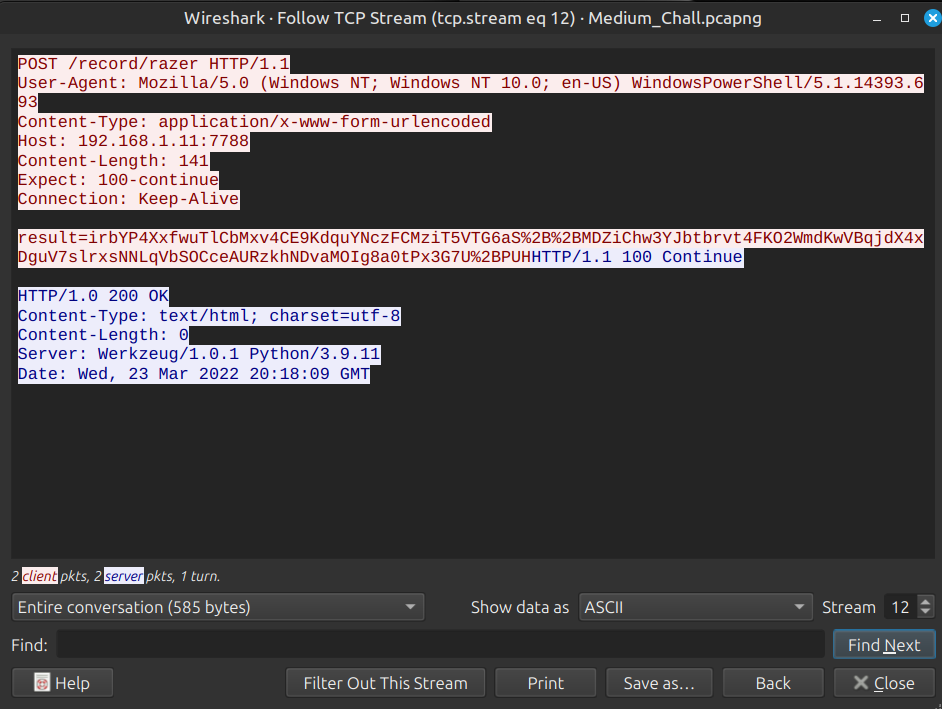 Wireshark · Follow TCP Stream (tcp.stream eq 12) · Medium_Chall.pcapng
POST /record/razer HTTP/1.1
User-Agent: Mozilla/5.0 (Windows NT; Windows NT 10.0; en-US) WindowsPowerShell/5.1.14393.6
93
Content-Type: application/x-www-form-urlencoded
Host: 192.168.1.11:7788
Content-Length: 141
Expect: 100-continue
Connection: Keep-Alive
result=irbYP4XxfwuTlCbMxv4CE9KdquYNczFCMziT5VTG6aS%2B%2BMDZiChw3YJbtbrvt4FKO2WmdKwVBqjdX4x
DguV7slrxsNNLqVbSOCceAURzkhNDvaMOIg8a0tPx3G7U%2BPUHHTTP/1.1 100 Continue
HTTP/1.0 200 OK
Content-Type: text/html; charset=utf-8
Content-Length: 0
Server: Werkzeug/1.0.1 Python/3.9.11
Date: Wed, 23 Mar 2022 20:18:09 GMT
2 client pkts, 2 server pkts, 1 turn.
Entire conversation (585 bytes) Show data as ASCII Stream 12
Find: Find Next
Help Filter Out This Stream Print Save as… Back Close